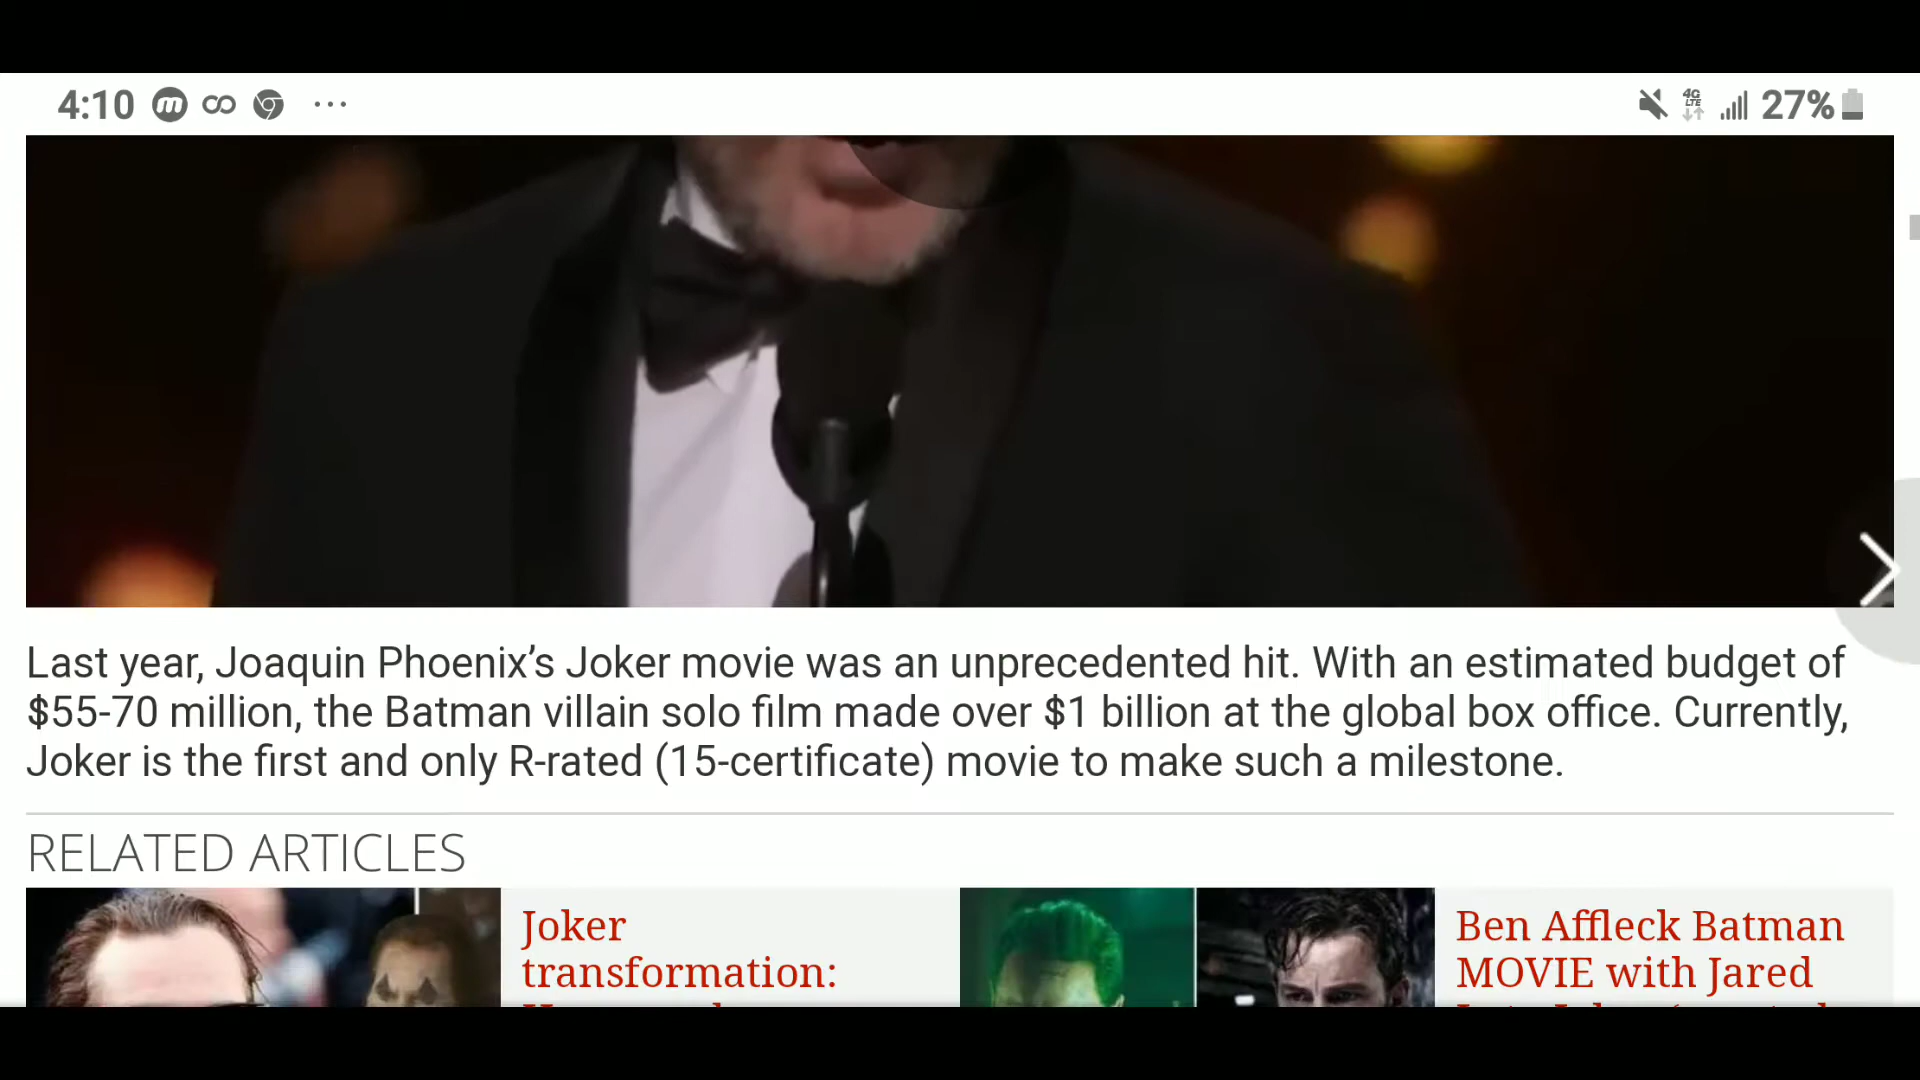 4:10
4G
LTE
27%
Last year, Joaquin Phoenix’s Joker movie was an unprecedented hit. With an estimated budget of
$55-70 million, the Batman villain solo film made over $1 billion at the global box office. Currently,
Joker is the first and only R-rated (15-certificate) movie to make such a milestone.
RELATED ARTICLES
Joker
transformation:
Ben Affleck Batman
MOVIE with Jared